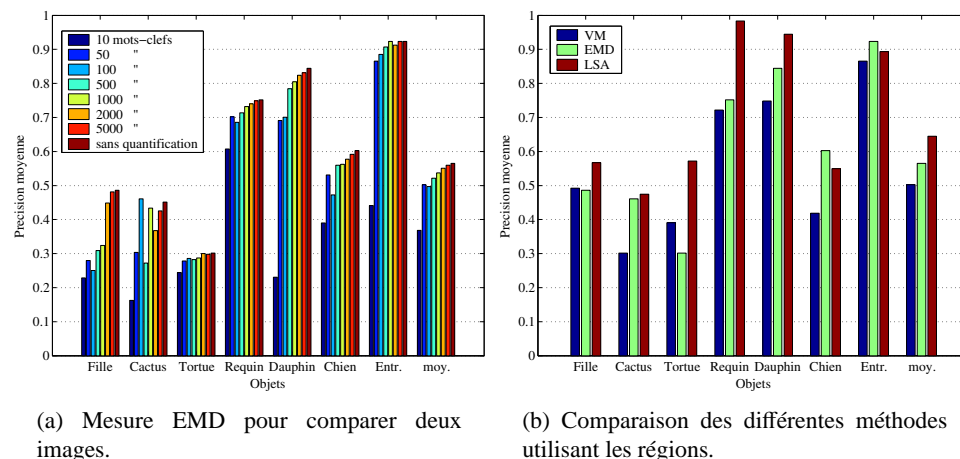 1
0.9
0.8
0.7
0.6
0.5
0.4
0.3
0.2
0.1
0
Precision moyenne
10 mots-clefs
50
100 "
500 "
1000 "
2000 "
5000 "
sans quantification
Fille Cactus Tortue Requin Dauphin Chien Entr. moy.
Objets
(a) Mesure EMD pour comparer deux
images.
1
0.9
0.8
0.7
0.6
0.5
0.4
0.3
0.2
0.1
0
Precision moyenne
VM
EMD
LSA
Fille Cactus Tortue Requin Dauphin Chien Entr. moy.
Objets
(b) Comparaison des différentes méthodes
utilisant les régions.